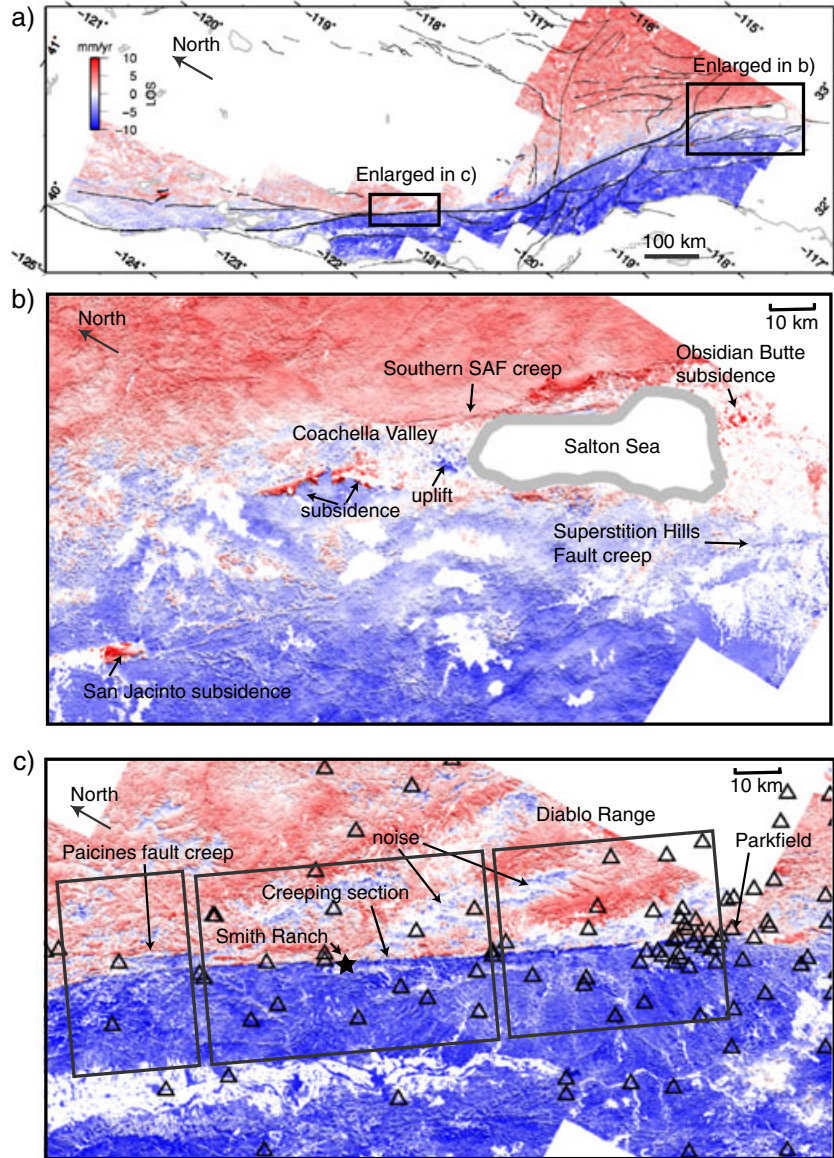 a)
-121°
-120°
-119°
-118°
-117°
-116°
-115°
41°
mm/yr
10
5
0
-5
-10
LOS
North
Enlarged in b)
33°
Enlarged in c)
40°
32°
100 km
-125°
-124°
-123°
-122°
-121°
-120°
-119°
-118°
-117°
b)
North
10 km
Southern SAF creep
Obsidian Butte
subsidence
Coachella Valley
Salton Sea
uplift
subsidence
Superstition Hills
Fault creep
San Jacinto subsidence
c)
North
10 km
Diablo Range
noise
Parkfield
Paicines fault creep
Creeping section
Smith Ranch